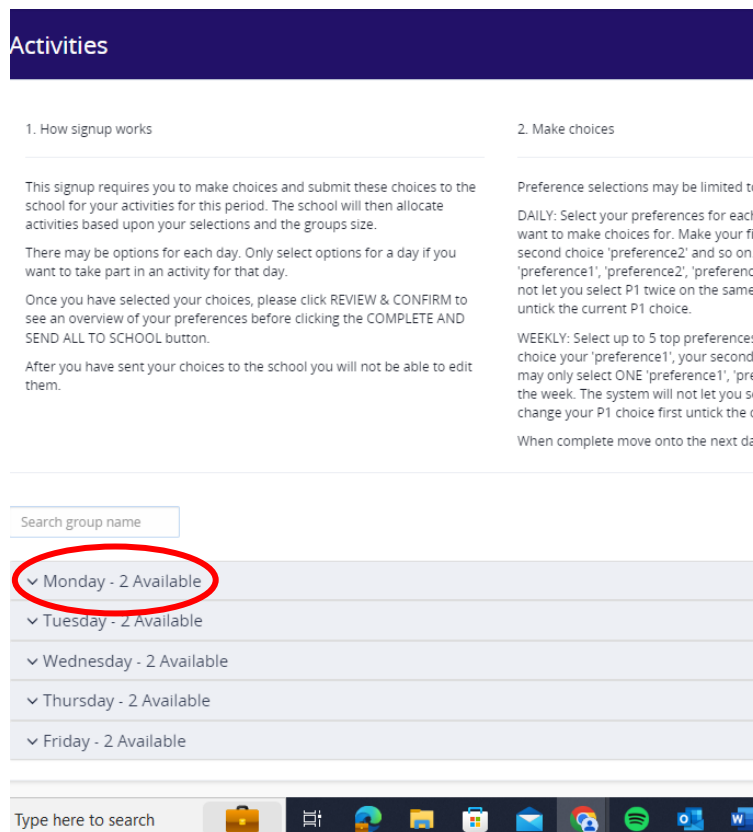 Activities
1. How signup works
This signup requires you to make choices and submit these choices to the
school for your activities for this period. The school will then allocate
activities based upon your selections and the groups size.
There may be options for each day. Only select options for a day if you
want to take part in an activity for that day.
Once you have selected your choices, please click REVIEW & CONFIRM to
see an overview of your preferences before clicking the COMPLETE AND
SEND ALL TO SCHOOL button.
After you have sent your choices to the school you will not be able to edit
them.
2. Make choices
Preference selections may be limited
DAILY: Select your preferences for
want to make choices for. Make your
second choice 'preference2' and so on
'preference1', 'preference2',
not let you select P1 twice on the same
untick the current P1 choice.
WEEKLY: Select up to 5 top
choice your 'preference1', your second
may only select ONE 'preference1',
the week. The system will not let you
change your P1 choice first untick the
When complete move onto the next
Search group name
Monday - 2 Available
Tuesday - 2 Available
Wednesday - 2 Available
Thursday - 2 Available
Friday - 2 Available
Type here to search